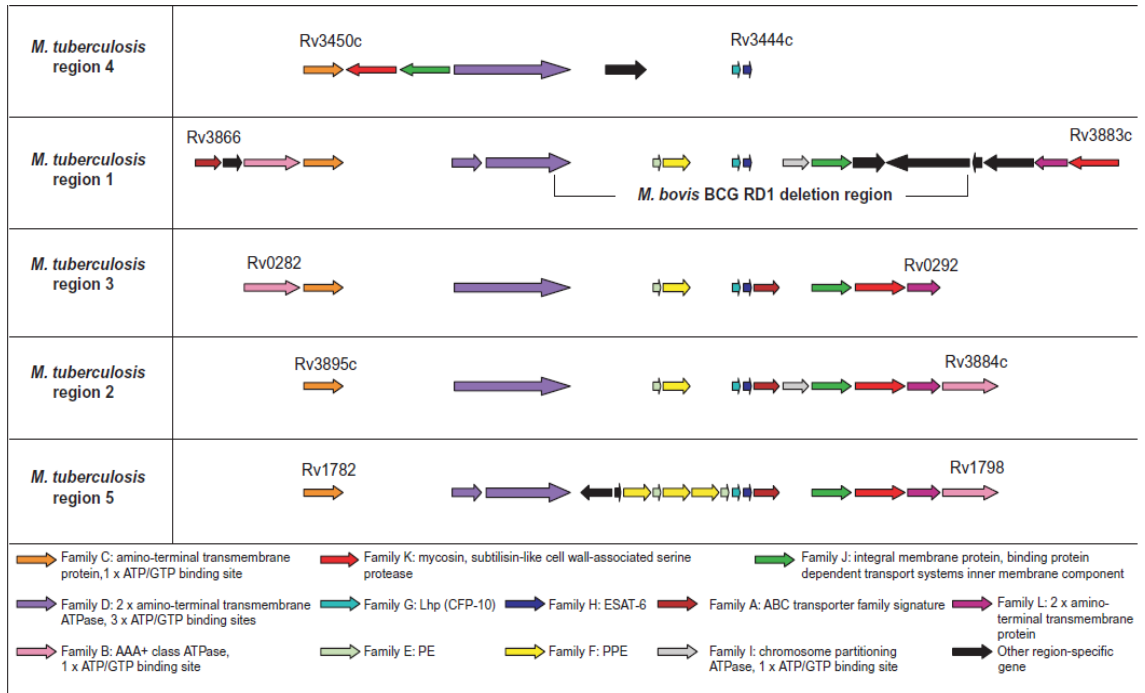 M. tuberculosis
region 4
Rv3450c
Rv3444c
M. tuberculosis
region 1
Rv3866
Rv3883c
M. bovis BCG RD1 deletion region
M. tuberculosis
region 3
Rv0282
Rv0292
M. tuberculosis
region 2
Rv3895c
Rv3884c
M. tuberculosis
region 5
Rv1782
Rv1798
Family C: amino-terminal transmembrane
protein,1 x ATP/GTP binding site
Family K: mycosin, subtilisin-like cell wall-associated serine
protease
Family J: integral membrane protein, binding protein
dependent transport systems inner membrane component
Family D: 2 x amino-terminal transmembrane
ATPase, 3 x ATP/GTP binding sites
Family G: Lhp (CFP-10)
Family H: ESAT-6
Family A: ABC transporter family signature
Family L: 2 x amino-
terminal transmembrane
protein
Family B: AAA+ class ATPase,
1 x ATP/GTP binding site
Family E: PE
Family F: PPE
Family I: chromosome partitioning
ATPase, 1 x ATP/GTP binding site
Other region-specific
gene